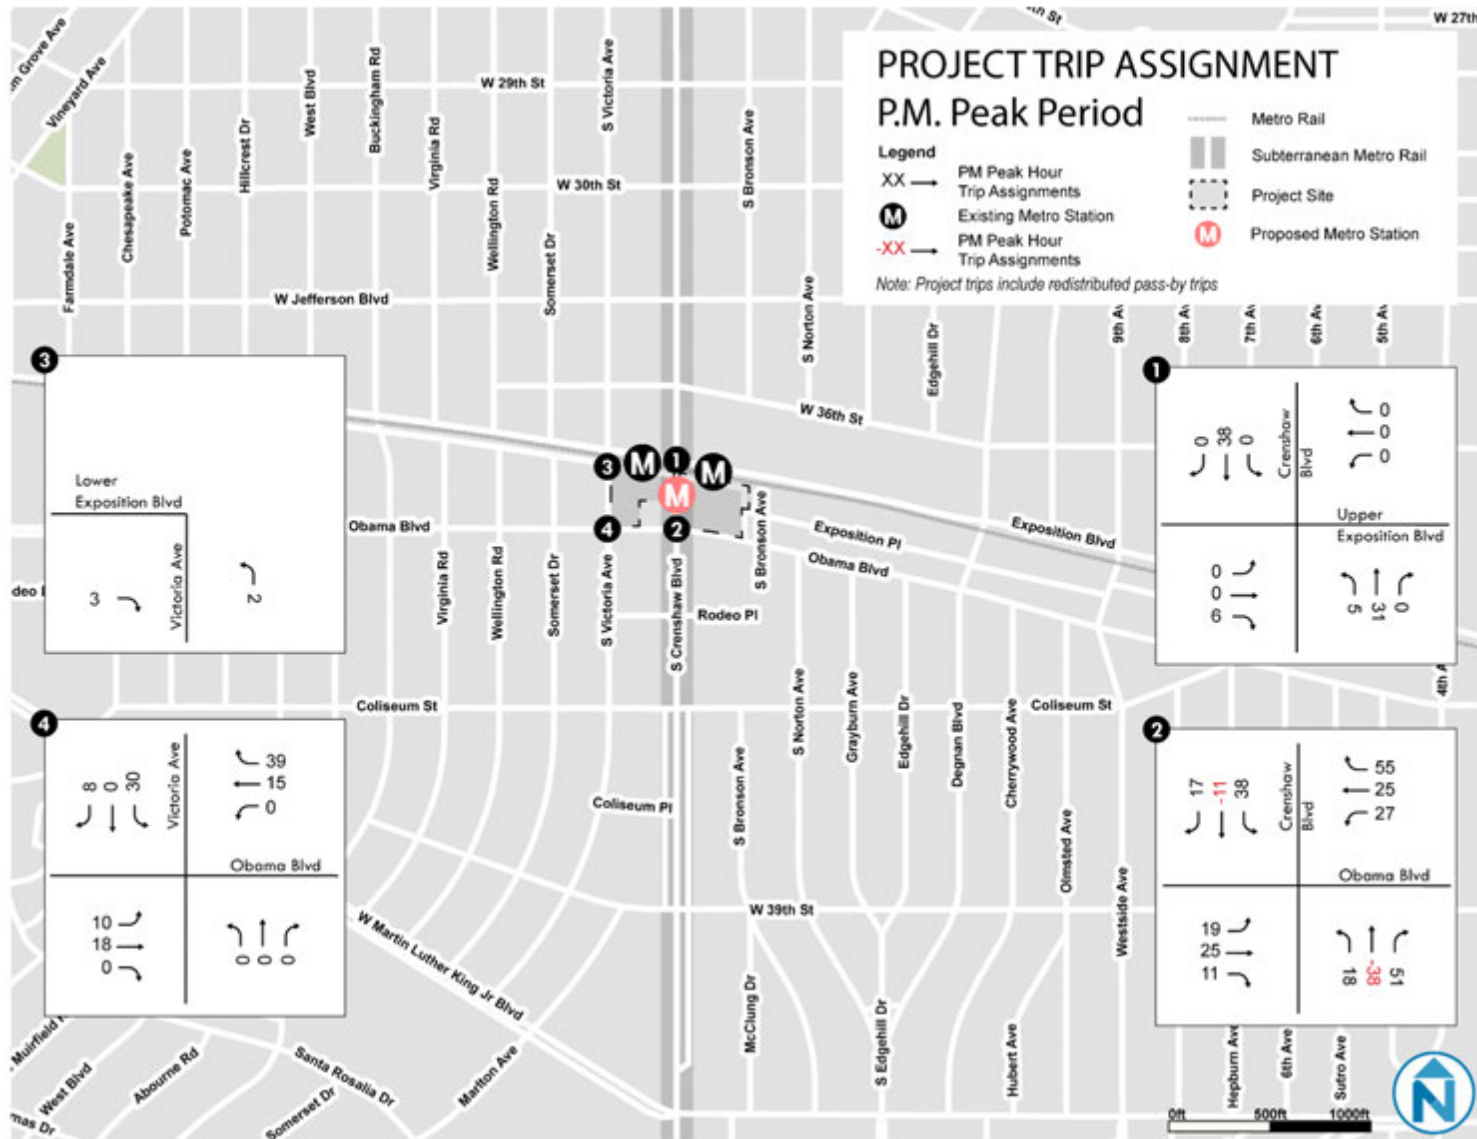 PROJECT TRIP ASSIGNMENT
P.M. Peak Period
Legend
XX
PM Peak Hour
Trip Assignments
M
Existing Metro Station
-XX
PM Peak Hour
Trip Assignments
Metro Rail
Subterranean Metro Rail
Project Site
M
Proposed Metro Station
Note: Project trips include redistributed pass-by trips
W 27th
Vineyard Ave
W 29th St
W 30th St
Farmdale Ave
Chesapeake Ave
Potomac Ave
Hillcrest Dr
West Blvd
Buckingham Rd
Virginia Rd
Wellington Rd
Somerset Dr
S Victoria Ave
S Bronson Ave
W Jefferson Blvd
S Norton Ave
Edgehill Dr
9th Av
8th Av
7th Av
6th Av
5th Av
W 36th St
3
Lower
Exposition Blvd
Victoria Ave
3
2
1
0
38
0
Crenshaw
Blvd
0
0
0
Upper
Exposition Blvd
0
0
6
5
31
0
3
M
1
M
M
4
2
Obama Blvd
Virginia Rd
Wellington Rd
Somerset Dr
S Victoria Ave
S Crenshaw Blvd
Rodeo Pl
S Bronson Ave
Exposition Pl
Obama Blvd
Exposition Blvd
Coliseum St
Coliseum St
4th A
S Norton Ave
Grayburn Ave
Edgehill Dr
Degnan Blvd
Cherrywood Ave
Olmsted Ave
Westside Ave
Coliseum Pl
S Bronson Ave
4
8
0
30
Victoria Ave
39
15
0
Obama Blvd
10
18
0
0
0
0
2
17
-11
38
Crenshaw
Blvd
55
25
27
Obama Blvd
19
25
11
18
-38
51
W 39th St
W Martin Luther King Jr Blvd
McClung Dr
S Edgehill Dr
Hubert Ave
Hepburn Ave
6th Ave
Sutro Ave
Muirfield
West Blvd
Abourne Rd
Santa Rosalia Dr
Somerset Dr
Marlton Ave
N
0ft
500ft
1000ft